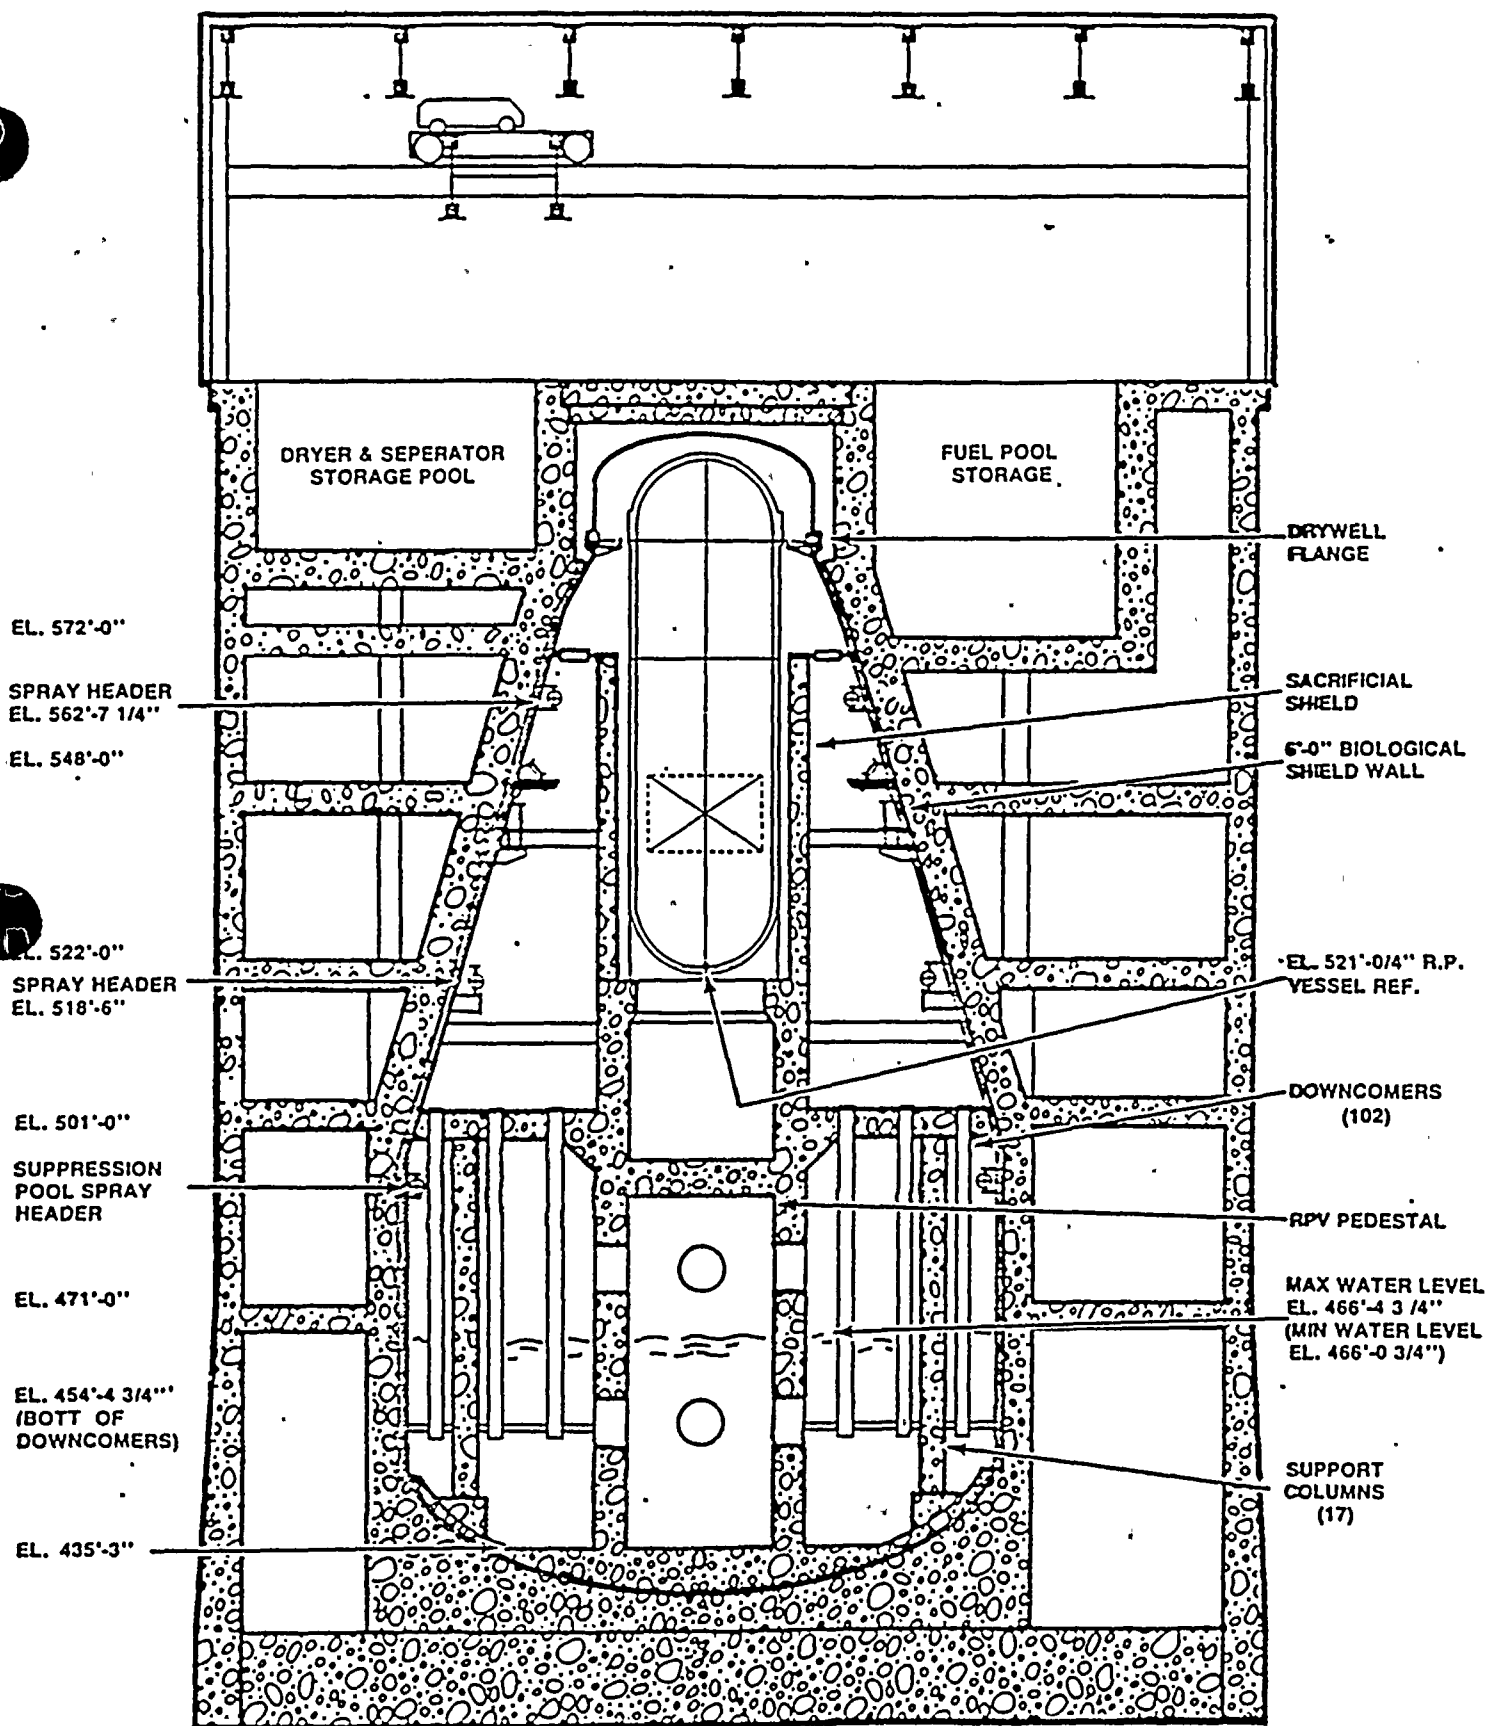 DRYER & SEPERATOR
STORAGE POOL
FUEL POOL
STORAGE
DRYWELL
FLANGE
EL. 572'-0"
SPRAY HEADER
EL. 562'-7 1/4"
EL. 548'-0"
SACRIFICIAL
SHIELD
6'-0" BIOLOGICAL
SHIELD WALL
EL. 522'-0"
SPRAY HEADER
EL. 518'-6"
EL. 521'-0/4" R.P.
VESSEL REF.
EL. 501'-0"
DOWNCOMERS
(102)
SUPPRESSION
POOL SPRAY
HEADER
RPV PEDESTAL
EL. 471'-0"
MAX WATER LEVEL
EL. 466'-4 3/4"
(MIN WATER LEVEL
EL. 466'-0 3/4")
EL. 454'-4 3/4"'
(BOTT OF
DOWNCOMERS)
SUPPORT
COLUMNS
(17)
EL. 435'-3"